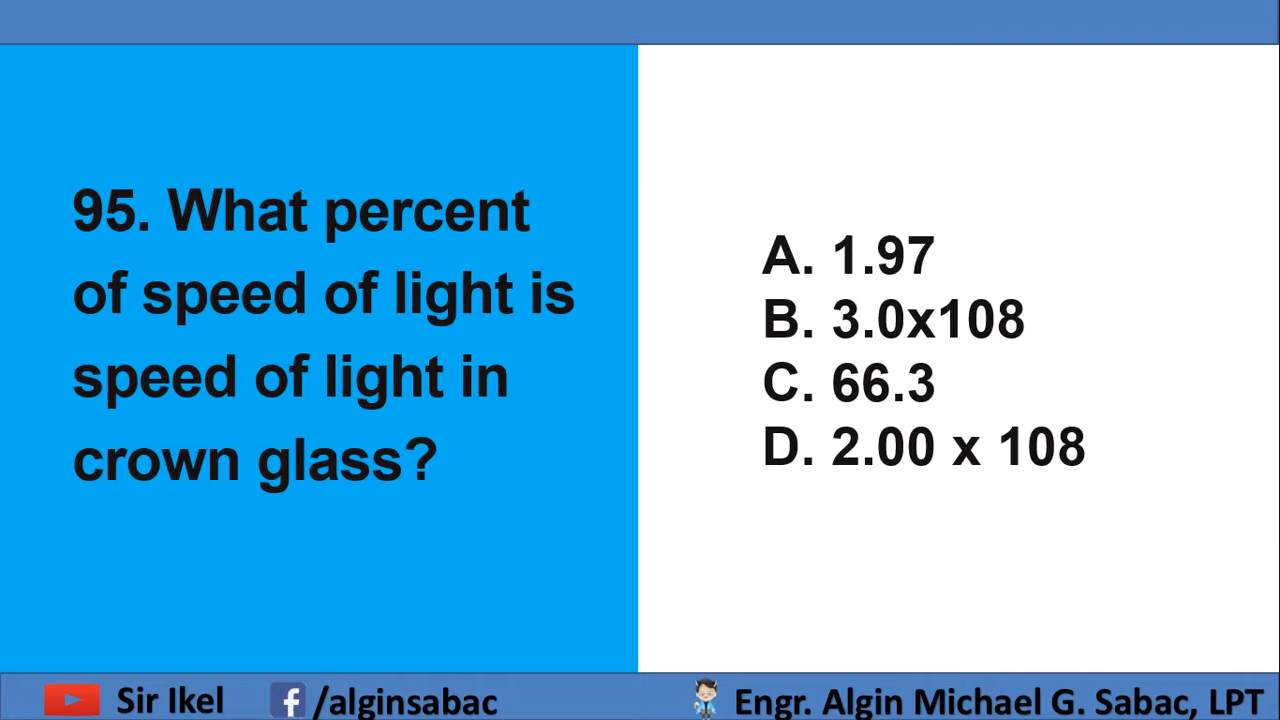 95. What percent
of speed of light is
speed of light in
crown glass?
A. 1.97
B. 3.0x108
C. 66.3
D. 2.00 x 108
Sir Ikel
/alginsabac
Engr. Algin Michael G. Sabac, LPT